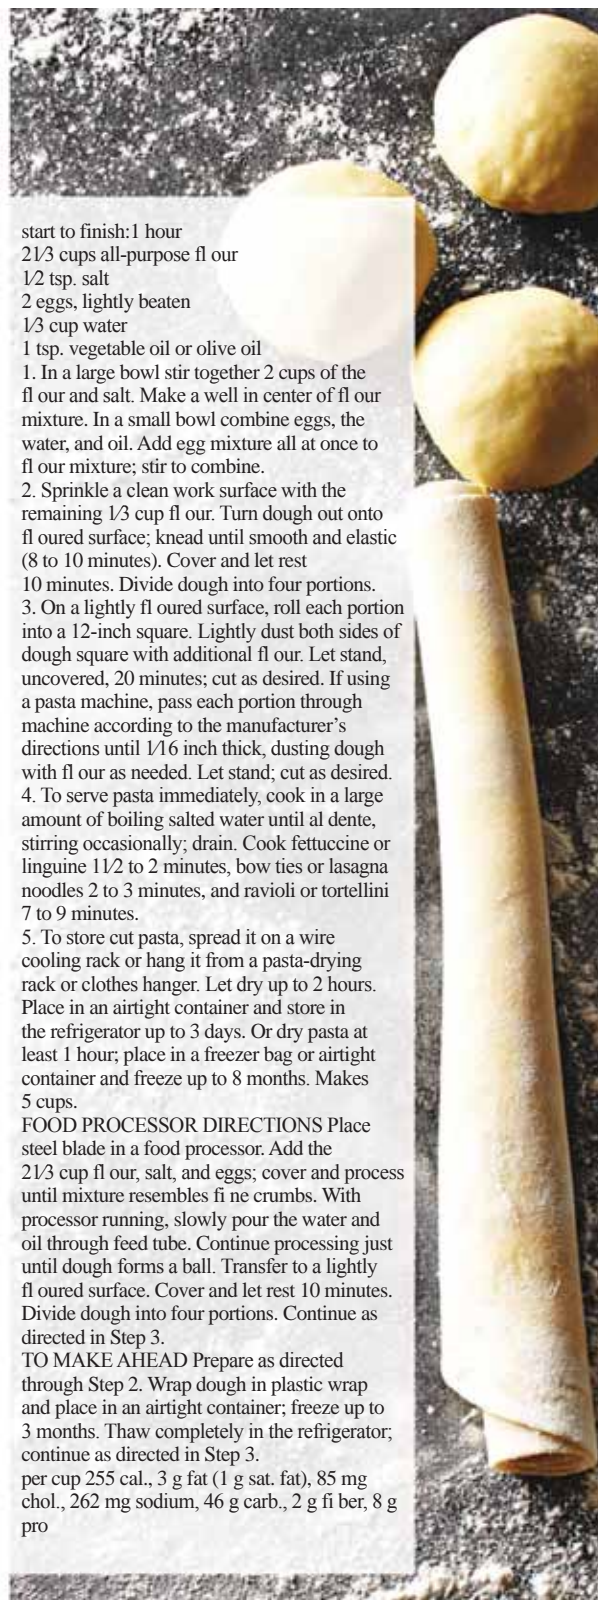 start to finish:1 hour
21⁄3 cups all-purpose fl our
1⁄2 tsp. salt
2 eggs, lightly beaten
1⁄3 cup water
1 tsp. vegetable oil or olive oil
1. In a large bowl stir together 2 cups of the
fl our and salt. Make a well in center of fl our
mixture. In a small bowl combine eggs, the
water, and oil. Add egg mixture all at once to
fl our mixture; stir to combine.
2. Sprinkle a clean work surface with the
remaining 1⁄3 cup fl our. Turn dough out onto
fl oured surface; knead until smooth and elastic
(8 to 10 minutes). Cover and let rest
10 minutes. Divide dough into four portions.
3. On a lightly fl oured surface, roll each portion
into a 12-inch square. Lightly dust both sides of
dough square with additional fl our. Let stand,
uncovered, 20 minutes; cut as desired. If using
a pasta machine, pass each portion through
machine according to the manufacturer’s
directions until 1⁄16 inch thick, dusting dough
with fl our as needed. Let stand; cut as desired.
4. To serve pasta immediately, cook in a large
amount of boiling salted water until al dente,
stirring occasionally; drain. Cook fettuccine or
linguine 11⁄2 to 2 minutes, bow ties or lasagna
noodles 2 to 3 minutes, and ravioli or tortellini
7 to 9 minutes.
5. To store cut pasta, spread it on a wire
cooling rack or hang it from a pasta-drying
rack or clothes hanger. Let dry up to 2 hours.
Place in an airtight container and store in
the refrigerator up to 3 days. Or dry pasta at
least 1 hour; place in a freezer bag or airtight
container and freeze up to 8 months. Makes
5 cups.
FOOD PROCESSOR DIRECTIONS Place
steel blade in a food processor. Add the
21⁄3 cup fl our, salt, and eggs; cover and process
until mixture resembles fi ne crumbs. With
processor running, slowly pour the water and
oil through feed tube. Continue processing just
until dough forms a ball. Transfer to a lightly
fl oured surface. Cover and let rest 10 minutes.
Divide dough into four portions. Continue as
directed in Step 3.
TO MAKE AHEAD Prepare as directed
through Step 2. Wrap dough in plastic wrap
and place in an airtight container; freeze up to
3 months. Thaw completely in the refrigerator;
continue as directed in Step 3.
per cup 255 cal., 3 g fat (1 g sat. fat), 85 mg
chol., 262 mg sodium, 46 g carb., 2 g fi ber, 8 g
pro